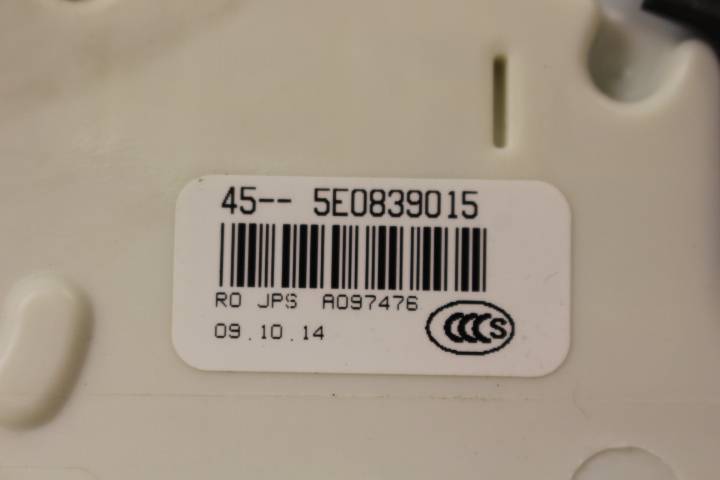 45-- 5E0839015
RO JPS A097476
09.10.14
CCCS